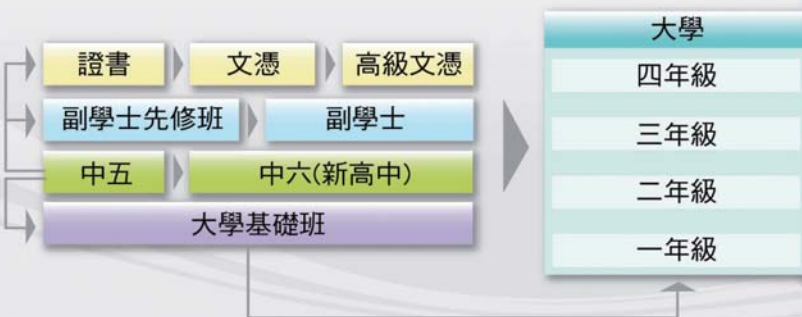 證書 文憑 高級文憑
副學士先修班 副學士
中五 中六(新高中)
大學基礎班
大學
四年級
三年級
二年級
一年級